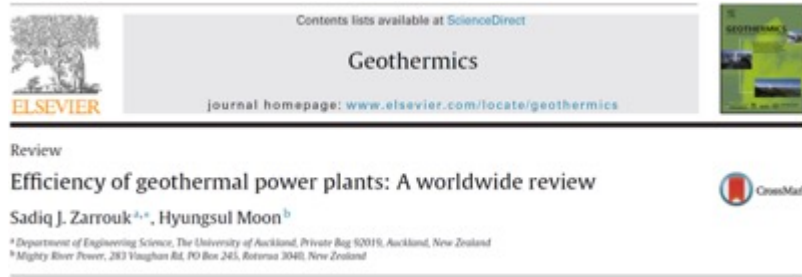 Contents lists available at ScienceDirect
Geothermics
journal homepage: www.elsevier.com/locate/geothermics
ELSEVIER
GEOTHERMICS
Review
Efficiency of geothermal power plants: A worldwide review
CrossMark
Sadiq J. Zarrouk a,*, Hyungsul Moon b
a Department of Engineering Science, The University of Auckland, Private Bag 92019, Auckland, New Zealand
b Mighty River Power, 283 Vaughan Rd, PO Box 245, Rotorua 3040, New Zealand